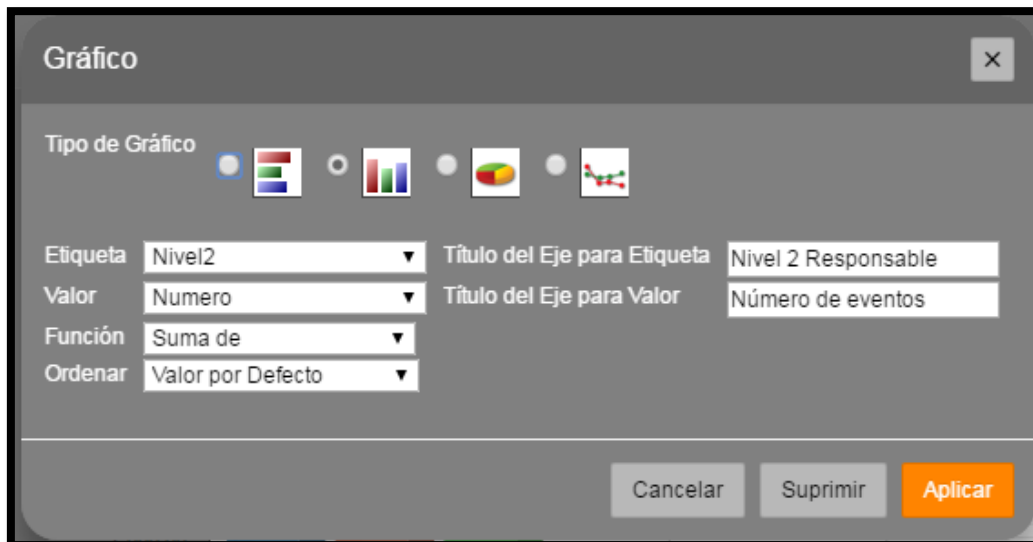 Gráfico
×
Tipo de Gráfico
Etiqueta Nivel2 Título del Eje para Etiqueta Nivel 2 Responsable
Valor Numero Título del Eje para Valor Número de eventos
Función Suma de
Ordenar Valor por Defecto
Cancelar Suprimir Aplicar